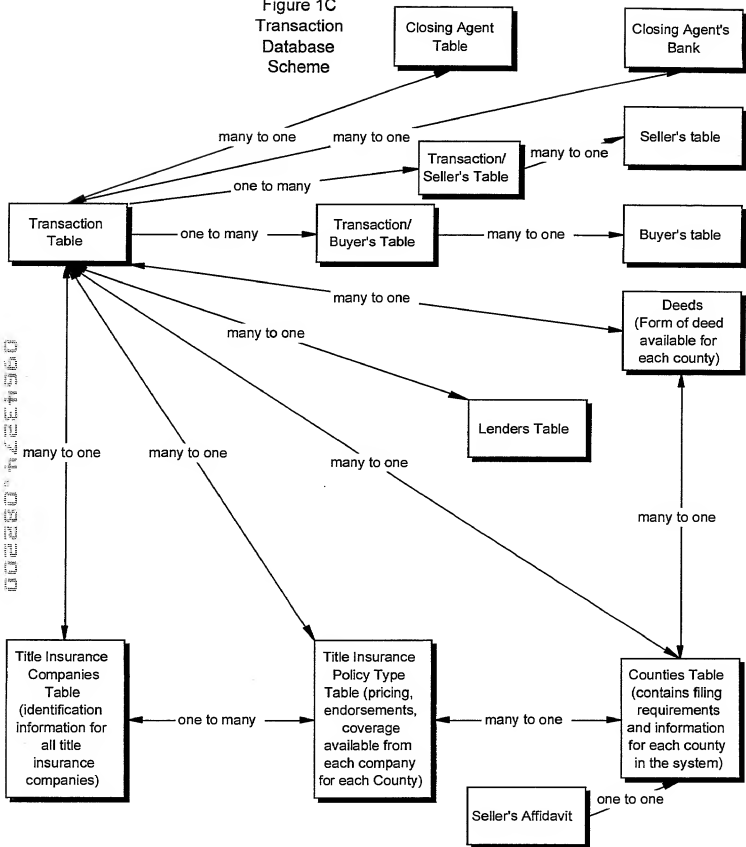 Figure 1C
Transaction
Database
Scheme
Closing Agent
Table
Closing Agent's
Bank
many to one
many to one
Seller's table
Transaction/
Seller's Table
many to one
one to many
Transaction
Table
one to many
Transaction/
Buyer's Table
many to one
Buyer's table
many to one
Deeds
(Form of deed
available for
each county)
many to one
Lenders Table
many to one
many to one
many to one
many to one
Title Insurance
Companies
Table
(identification
information for
all title
insurance
companies)
one to many
Title Insurance
Policy Type
Table (pricing,
endorsements,
coverage
available from
each company
for each County)
many to one
Counties Table
(contains filing
requirements
and information
for each county
in the system)
Seller's Affidavit
one to one